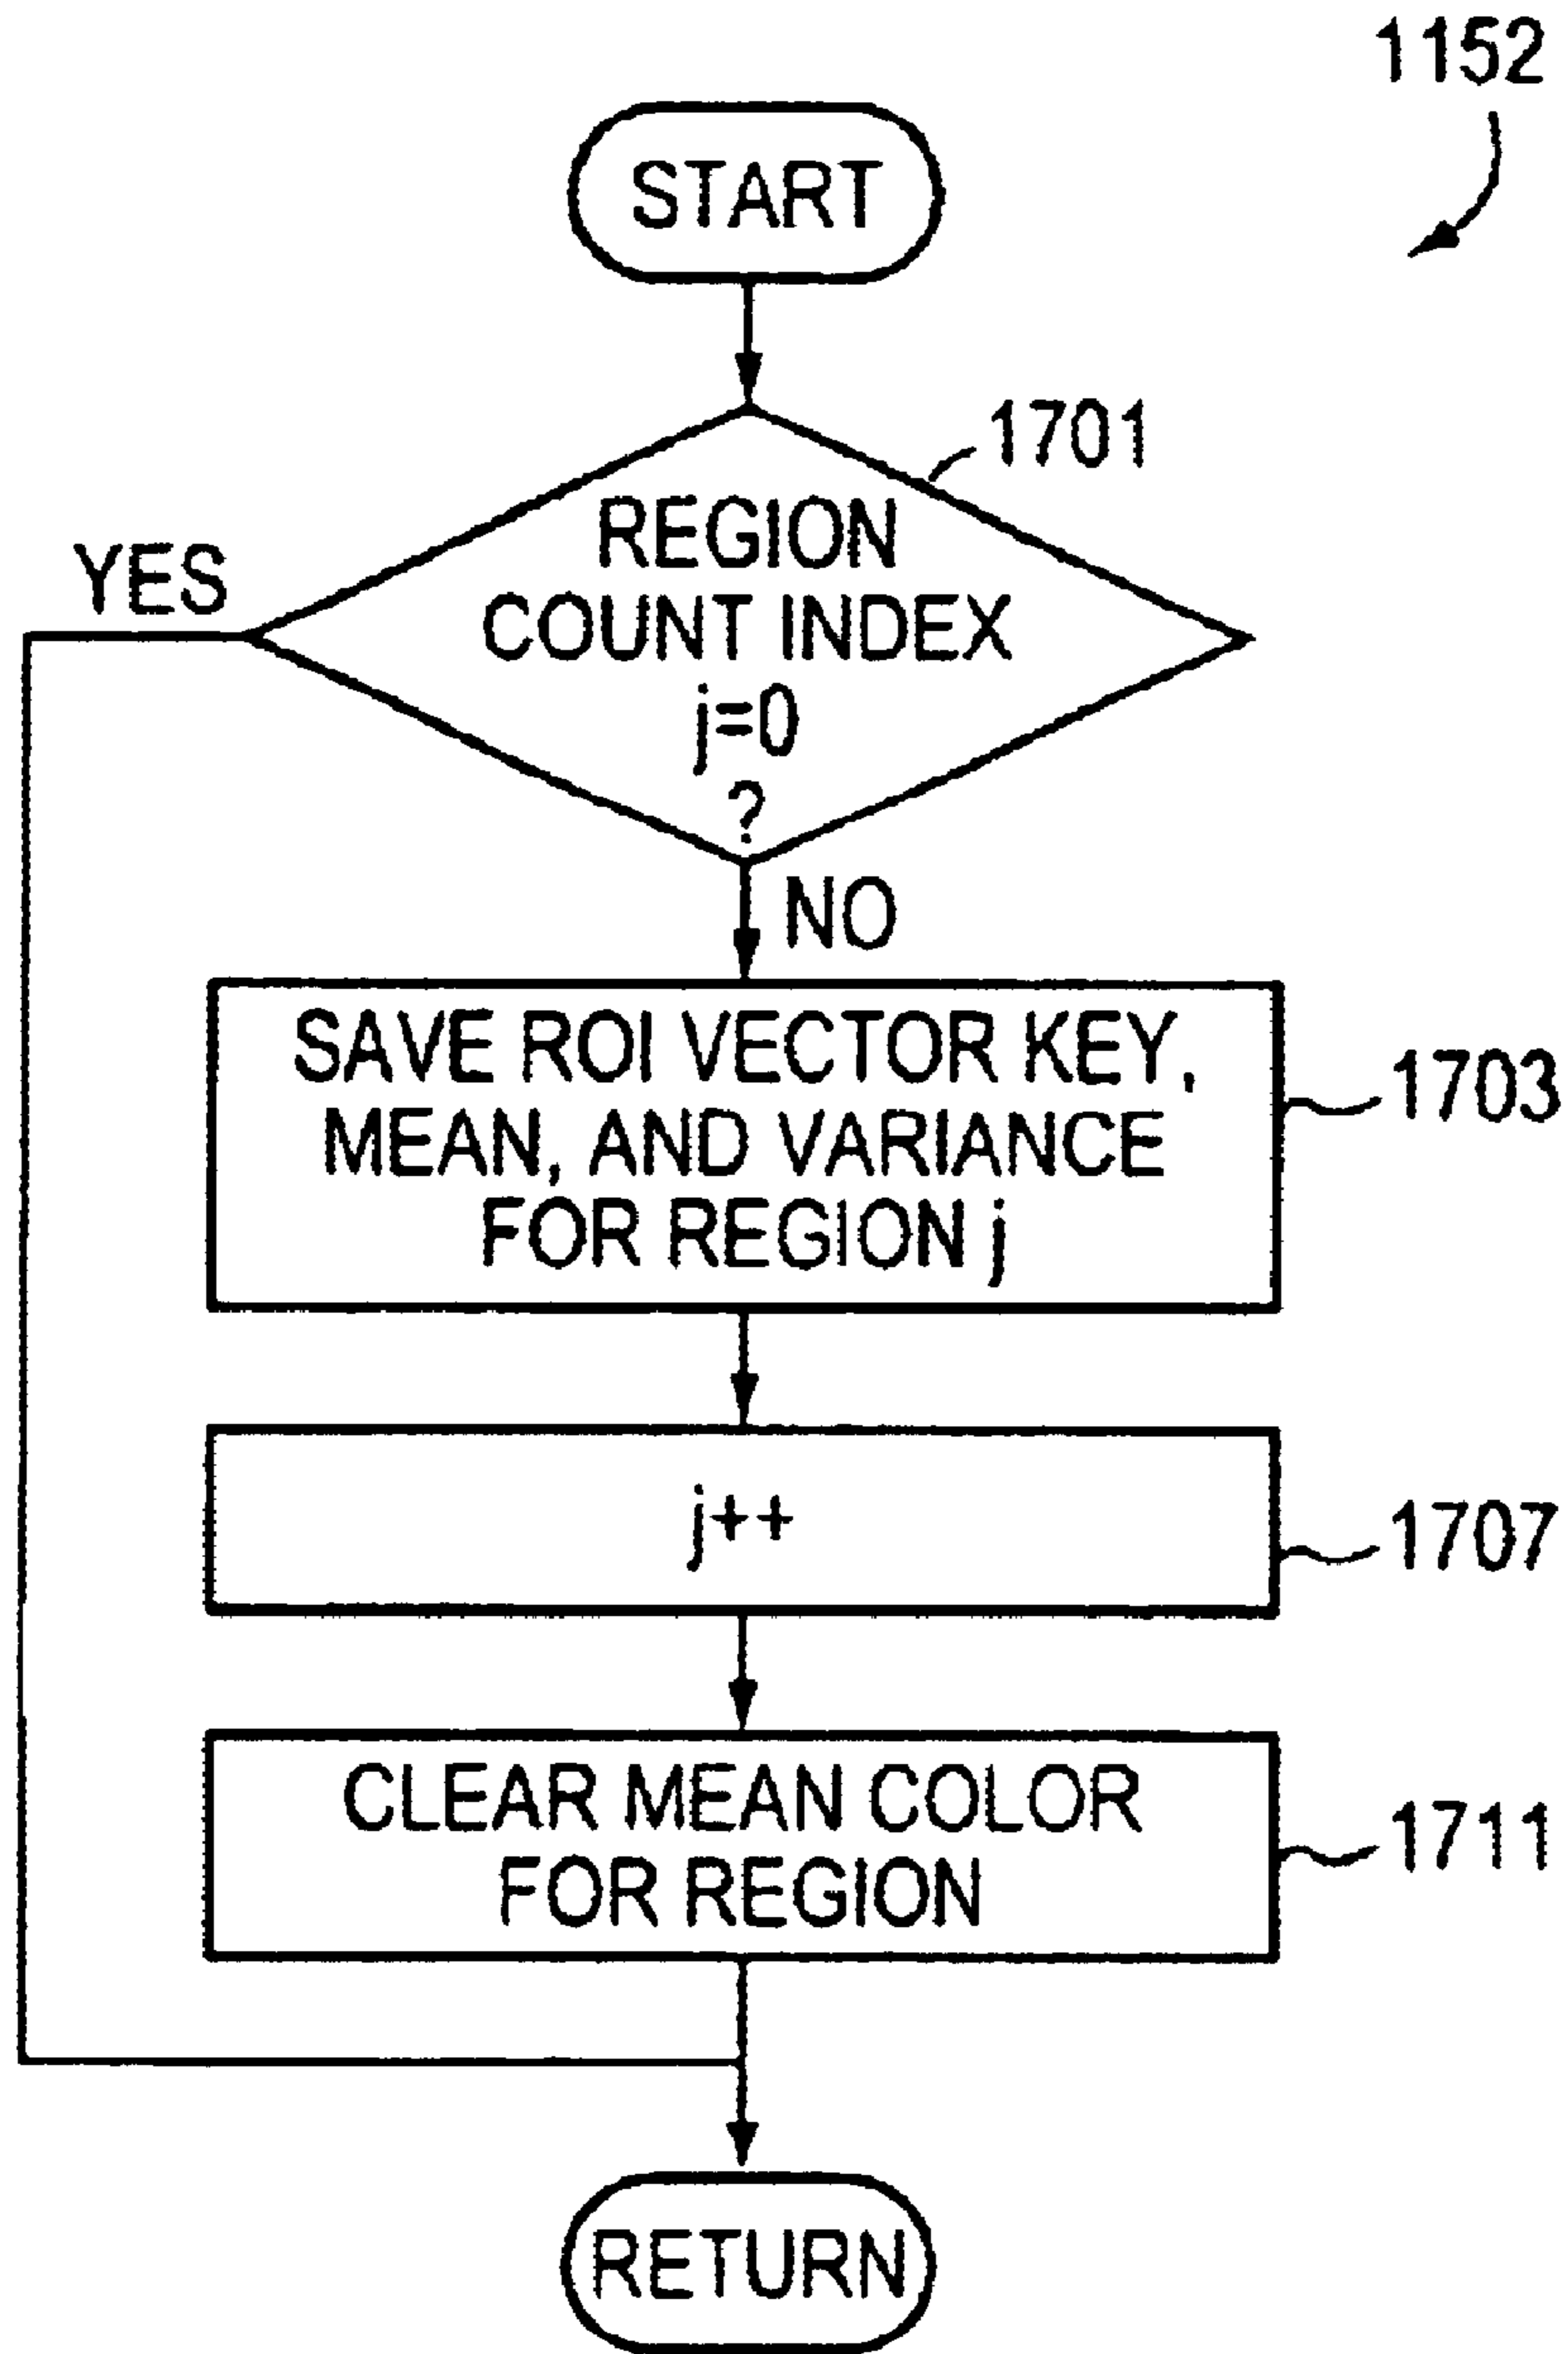 1152
START
1701
REGION
COUNT INDEX
j=0
?
YES
NO
SAVE ROI VECTOR KEY,
MEAN, AND VARIANCE
FOR REGION j
1703
j++
1707
CLEAR MEAN COLOR
FOR REGION
1711
RETURN